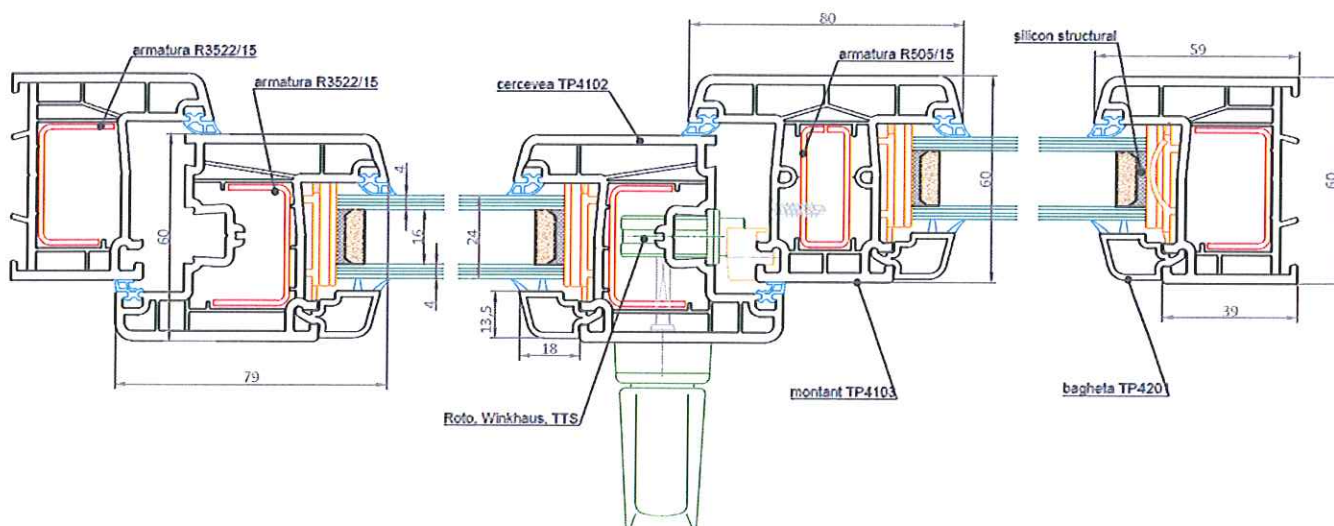 80
silicon structural
59
armatura R3522/15
armatura R3522/15
armatura R505/15
cercevea TP4102
4
60
16
24
4
60
60
13,5
18
39
79
montant TP4103
bagheta TP4201
Roto, Winkhaus, TTS